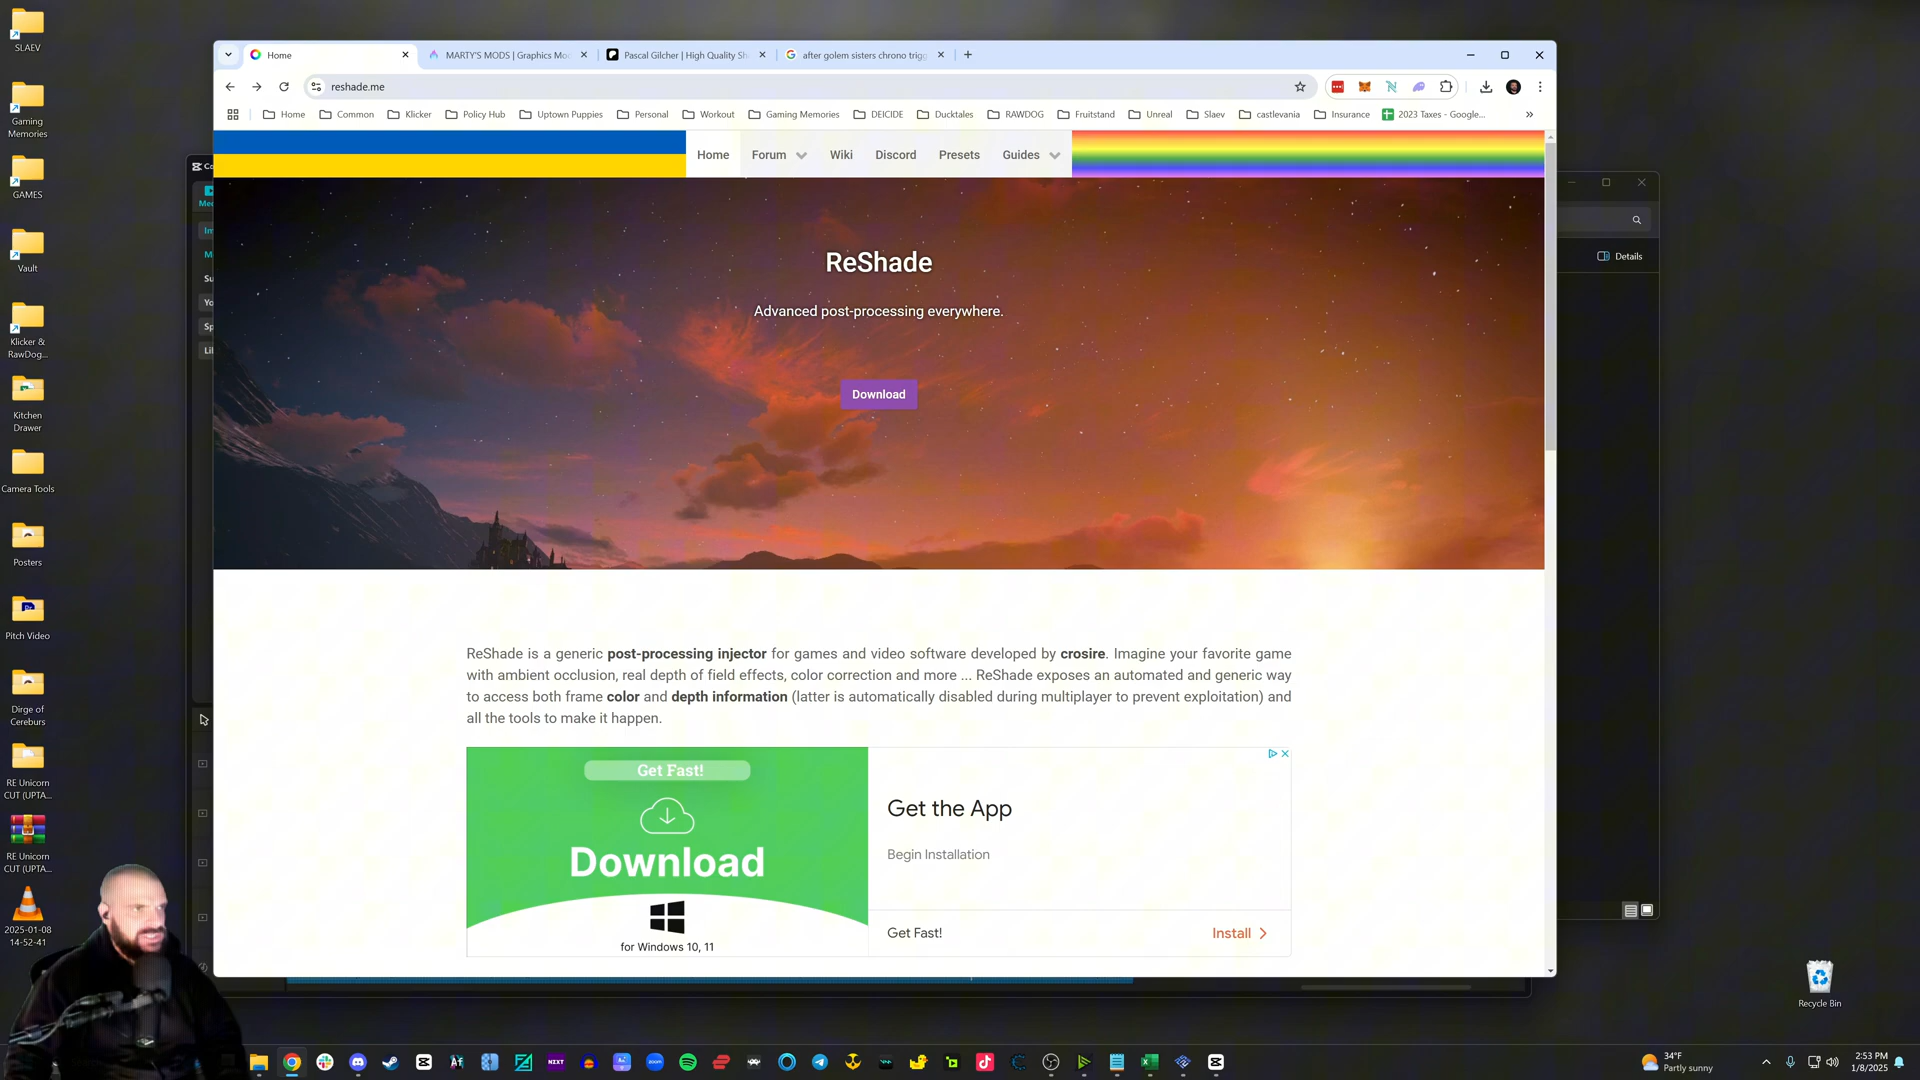 SLAEV
Gaming
Memories
GAMES
Vault
Klicker &
RawDog...
Kitchen
Drawer
Camera Tools
Posters
Pitch Video
Dirge of
Cereburs
RE Unicorn
CUT (UPTA...
RE Unicorn
CUT (UPTA...
2025-01-08
14-52-41
Home
MARTY'S MODS | Graphics Mo
Pascal Gilcher | High Quality Sh
after golem sisters chrono trigg
reshade.me
Home
Common
Klicker
Policy Hub
Uptown Puppies
Personal
Workout
Gaming Memories
DEICIDE
Ducktales
RAWDOG
Fruitstand
Unreal
Slaev
castlevania
Insurance
2023 Taxes - Google...
Home
Forum
Wiki
Discord
Presets
Guides
ReShade
Advanced post-processing everywhere.
Download
ReShade is a generic post-processing injector for games and video software developed by crosire. Imagine your favorite game
with ambient occlusion, real depth of field effects, color correction and more ... ReShade exposes an automated and generic way
to access both frame color and depth information (latter is automatically disabled during multiplayer to prevent exploitation) and
all the tools to make it happen.
Get Fast!
Download
for Windows 10, 11
Get the App
Begin Installation
Get Fast!
Install
Details
Recycle Bin
NZXT
zoom
34°F
Partly sunny
2:53 PM
1/8/2025